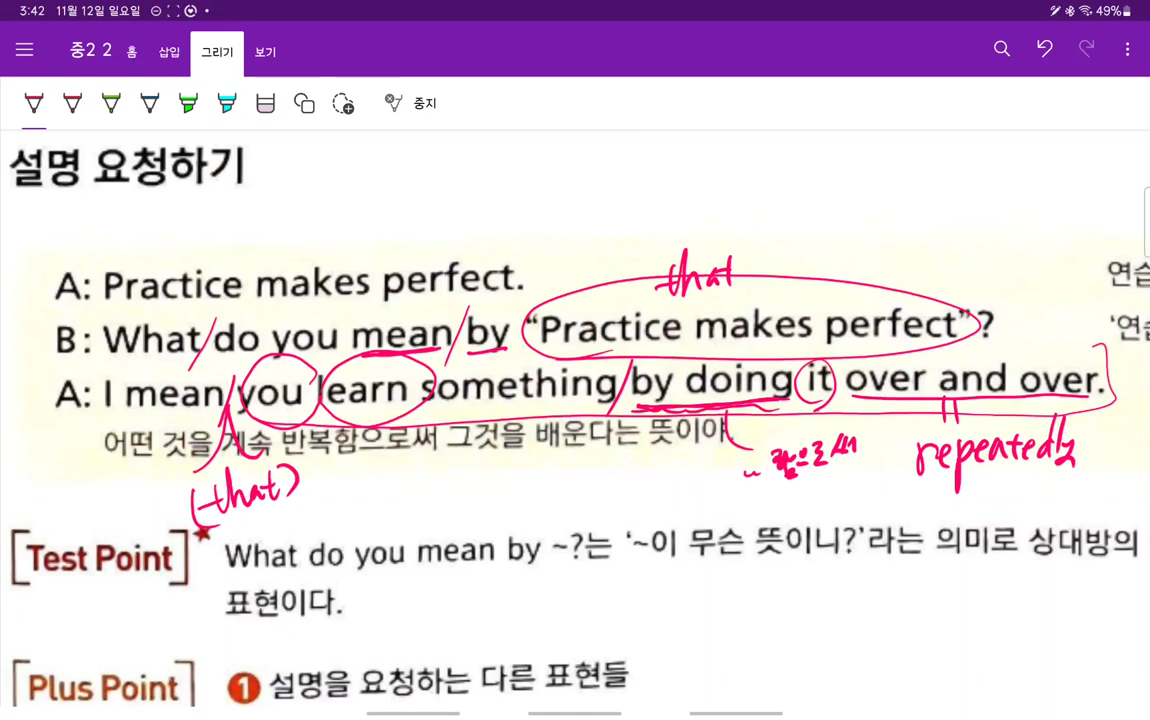 3:42 11월 12일 일요일 49%
중2 2 홈 삽입 그리기 보기
중지
설명 요청하기
that
A: Practice makes perfect. 연습
B: What do you mean by “Practice makes perfect”? ‘연습
A: I mean you learn something by doing it over and over.
어떤 것을 계속 반복함으로써 그것을 배운다는 뜻이야.
(that) ~함으로써 repeatedly
[Test Point]★ What do you mean by ~?는 ‘~이 무슨 뜻이니?’라는 의미로 상대방의
표현이다.
[Plus Point] 1 설명을 요청하는 다른 표현들